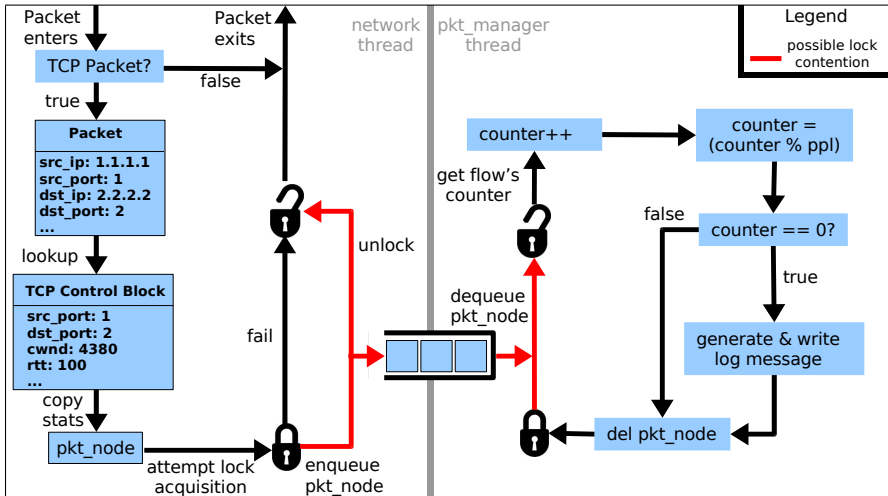 Packet
enters
TCP Packet?
false
true
Packet
exits
Packet
src_ip: 1.1.1.1
src_port: 1
dst_ip: 2.2.2.2
dst_port: 2
...
lookup
TCP Control Block
src_port: 1
dst_port: 2
cwnd: 4380
rtt: 100
...
copy
stats
pkt_node
attempt lock
acquisition
fail
unlock
enqueue
pkt_node
network
thread
pkt_manager
thread
dequeue
pkt_node
get flow's
counter
counter++
counter =
(counter % ppl)
counter == 0?
false
true
generate & write
log message
del pkt_node
Legend
possible lock
contention